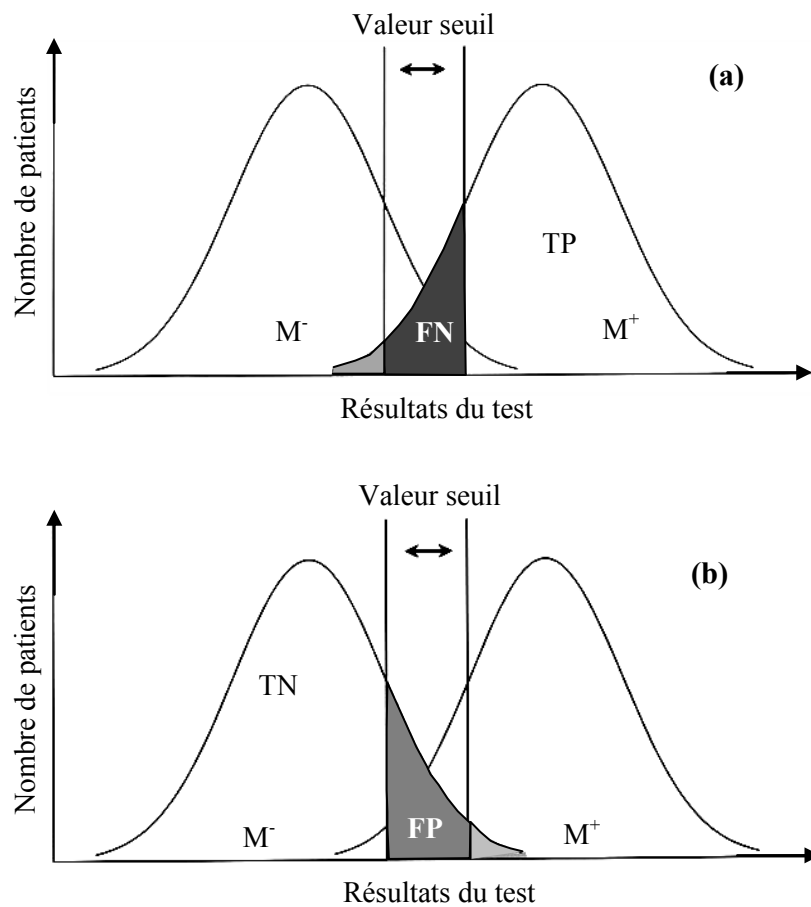 Valeur seuil
(a)
Nombre de patients
TP
M⁻
FN
M⁺
Résultats du test
Valeur seuil
(b)
Nombre de patients
TN
M⁻
FP
M⁺
Résultats du test